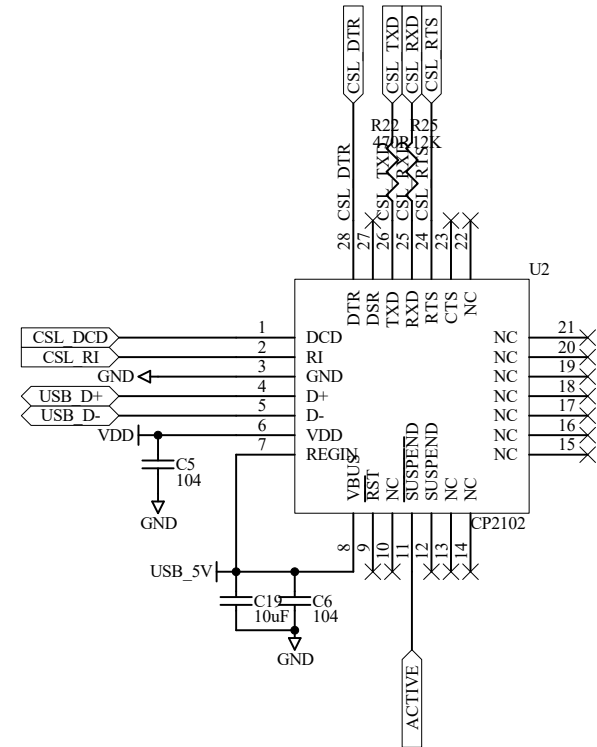 CSL_DTR
CSL_TXD
CSL_RXD
CSL_RTS
R22
R25
470R
12K
CSL_DTR
CSL_TXD
CSL_RXD
CSL_RTS
28
27
26
25
24
23
22
U2
DTR
DSR
TXD
RXD
RTS
CTS
NC
CSL_DCD 1 DCD
CSL_RI 2 RI
GND 3 GND
USB_D+ 4 D+
USB_D- 5 D-
VDD 6 VDD
7 REGIN
NC 21
NC 20
NC 19
NC 18
NC 17
NC 16
NC 15
C5
104
GND
VBUS
RST
NC
SUSPEND
SUSPEND
NC
NC
CP2102
8
9
10
11
12
13
14
USB_5V
C19
10uF
C6
104
GND
ACTIVE